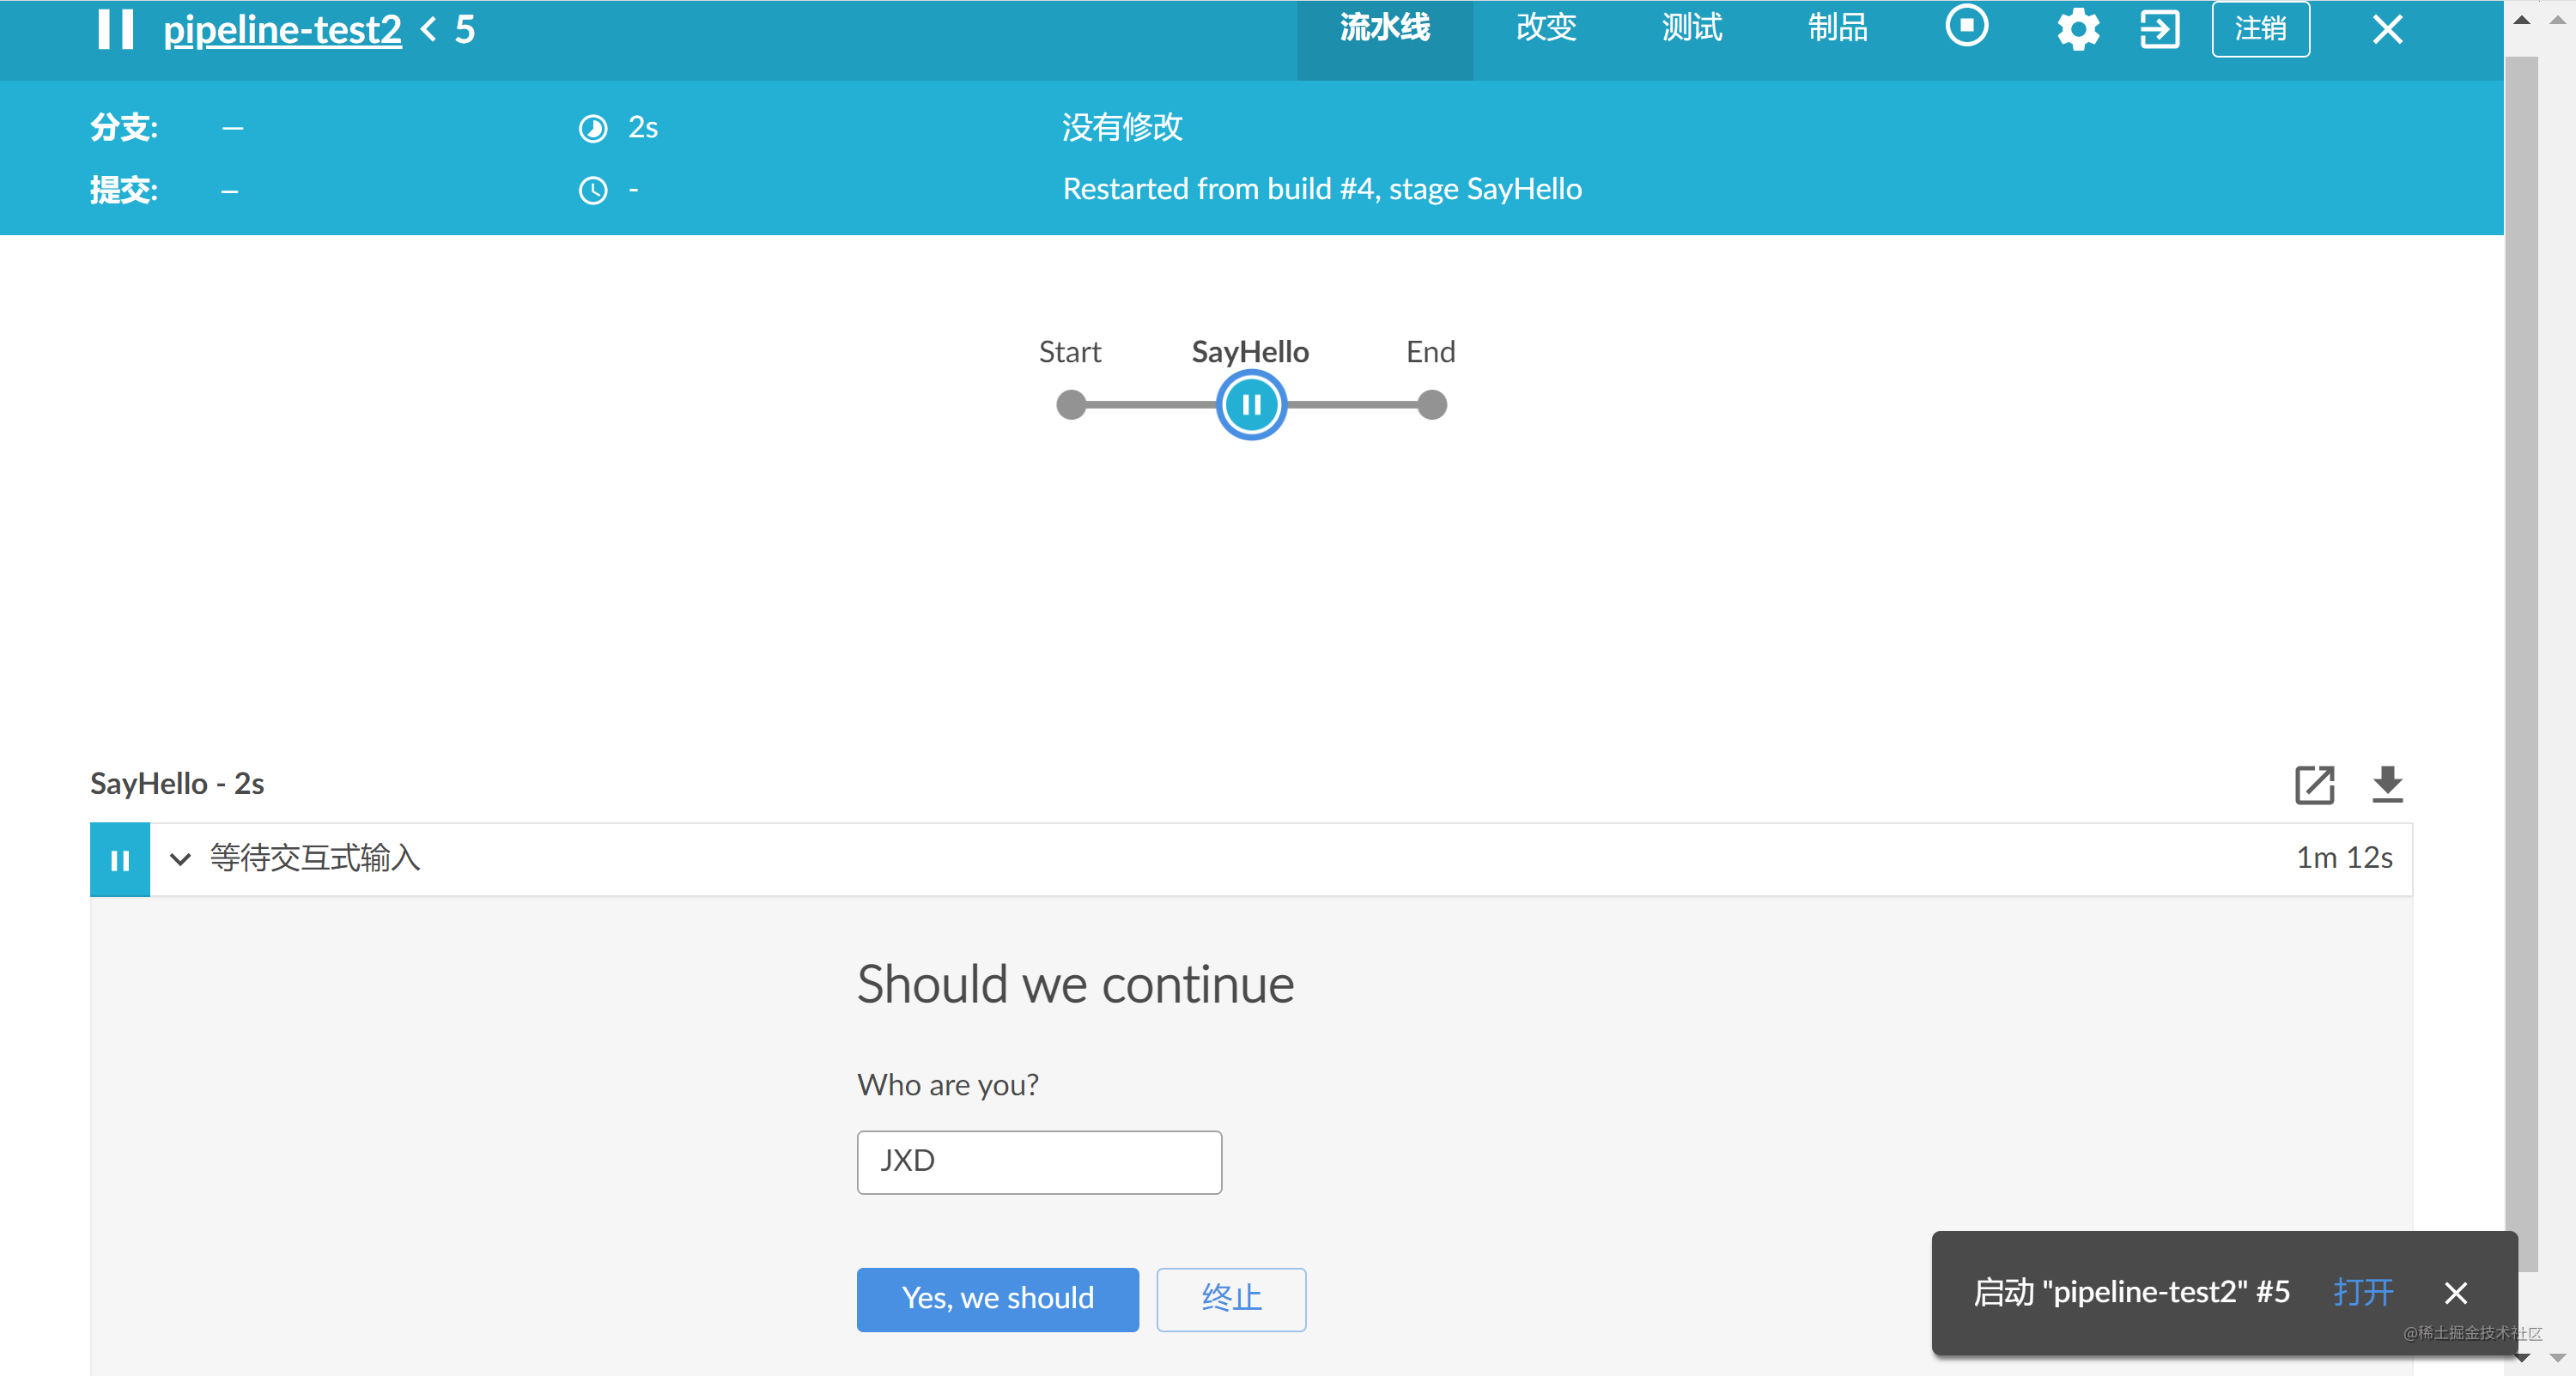 pipeline-test2 < 5
流水线 改变 测试 制品 注销
分支: — 2s 没有修改
提交: – - Restarted from build #4, stage SayHello
Start SayHello End
SayHello - 2s
等待交互式输入 1m 12s
Should we continue
Who are you?
JXD
Yes, we should 终止
启动 "pipeline-test2" #5 打开
@稀土掘金技术社区